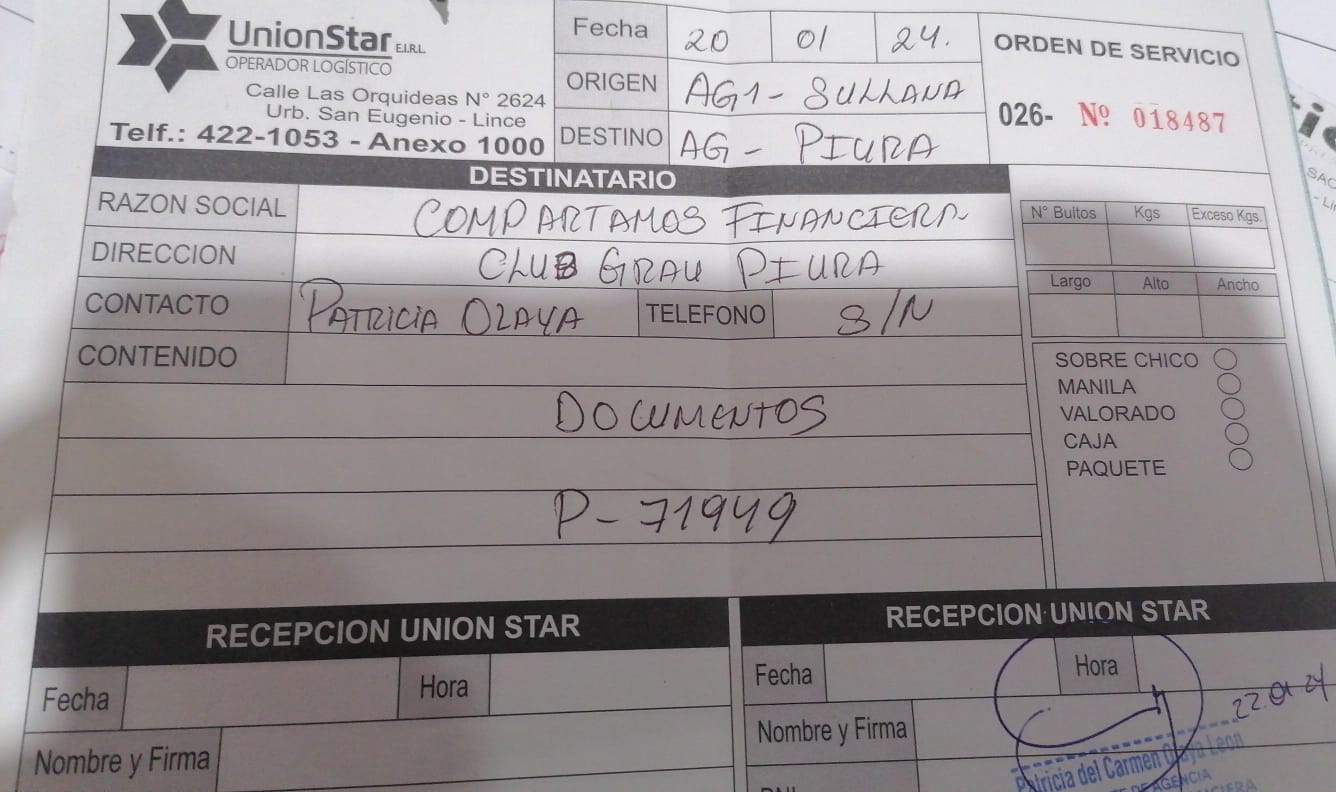 UnionStar E.I.R.L.
OPERADOR LOGÍSTICO
Calle Las Orquideas N° 2624
Urb. San Eugenio - Lince
Telf.: 422-1053 - Anexo 1000
Fecha 20 01 24.
ORIGEN AG1 - SULLANA
DESTINO AG - PIURA
ORDEN DE SERVICIO
026- Nº 018487
DESTINATARIO
RAZON SOCIAL COMPARTAMOS FINANCIERA
DIRECCION CLUB GRAU PIURA
CONTACTO PATRICIA OLAYA TELEFONO S/N
CONTENIDO
DOCUMENTOS
P-71949
N° Bultos Kgs Exceso Kgs.
Largo Alto Ancho
SOBRE CHICO
MANILA
VALORADO
CAJA
PAQUETE
RECEPCION UNION STAR
Fecha Hora
Nombre y Firma
RECEPCION UNION STAR
Fecha Hora
22.01.24
Nombre y Firma
Patricia del Carmen Olaya Leon
AGENCIA